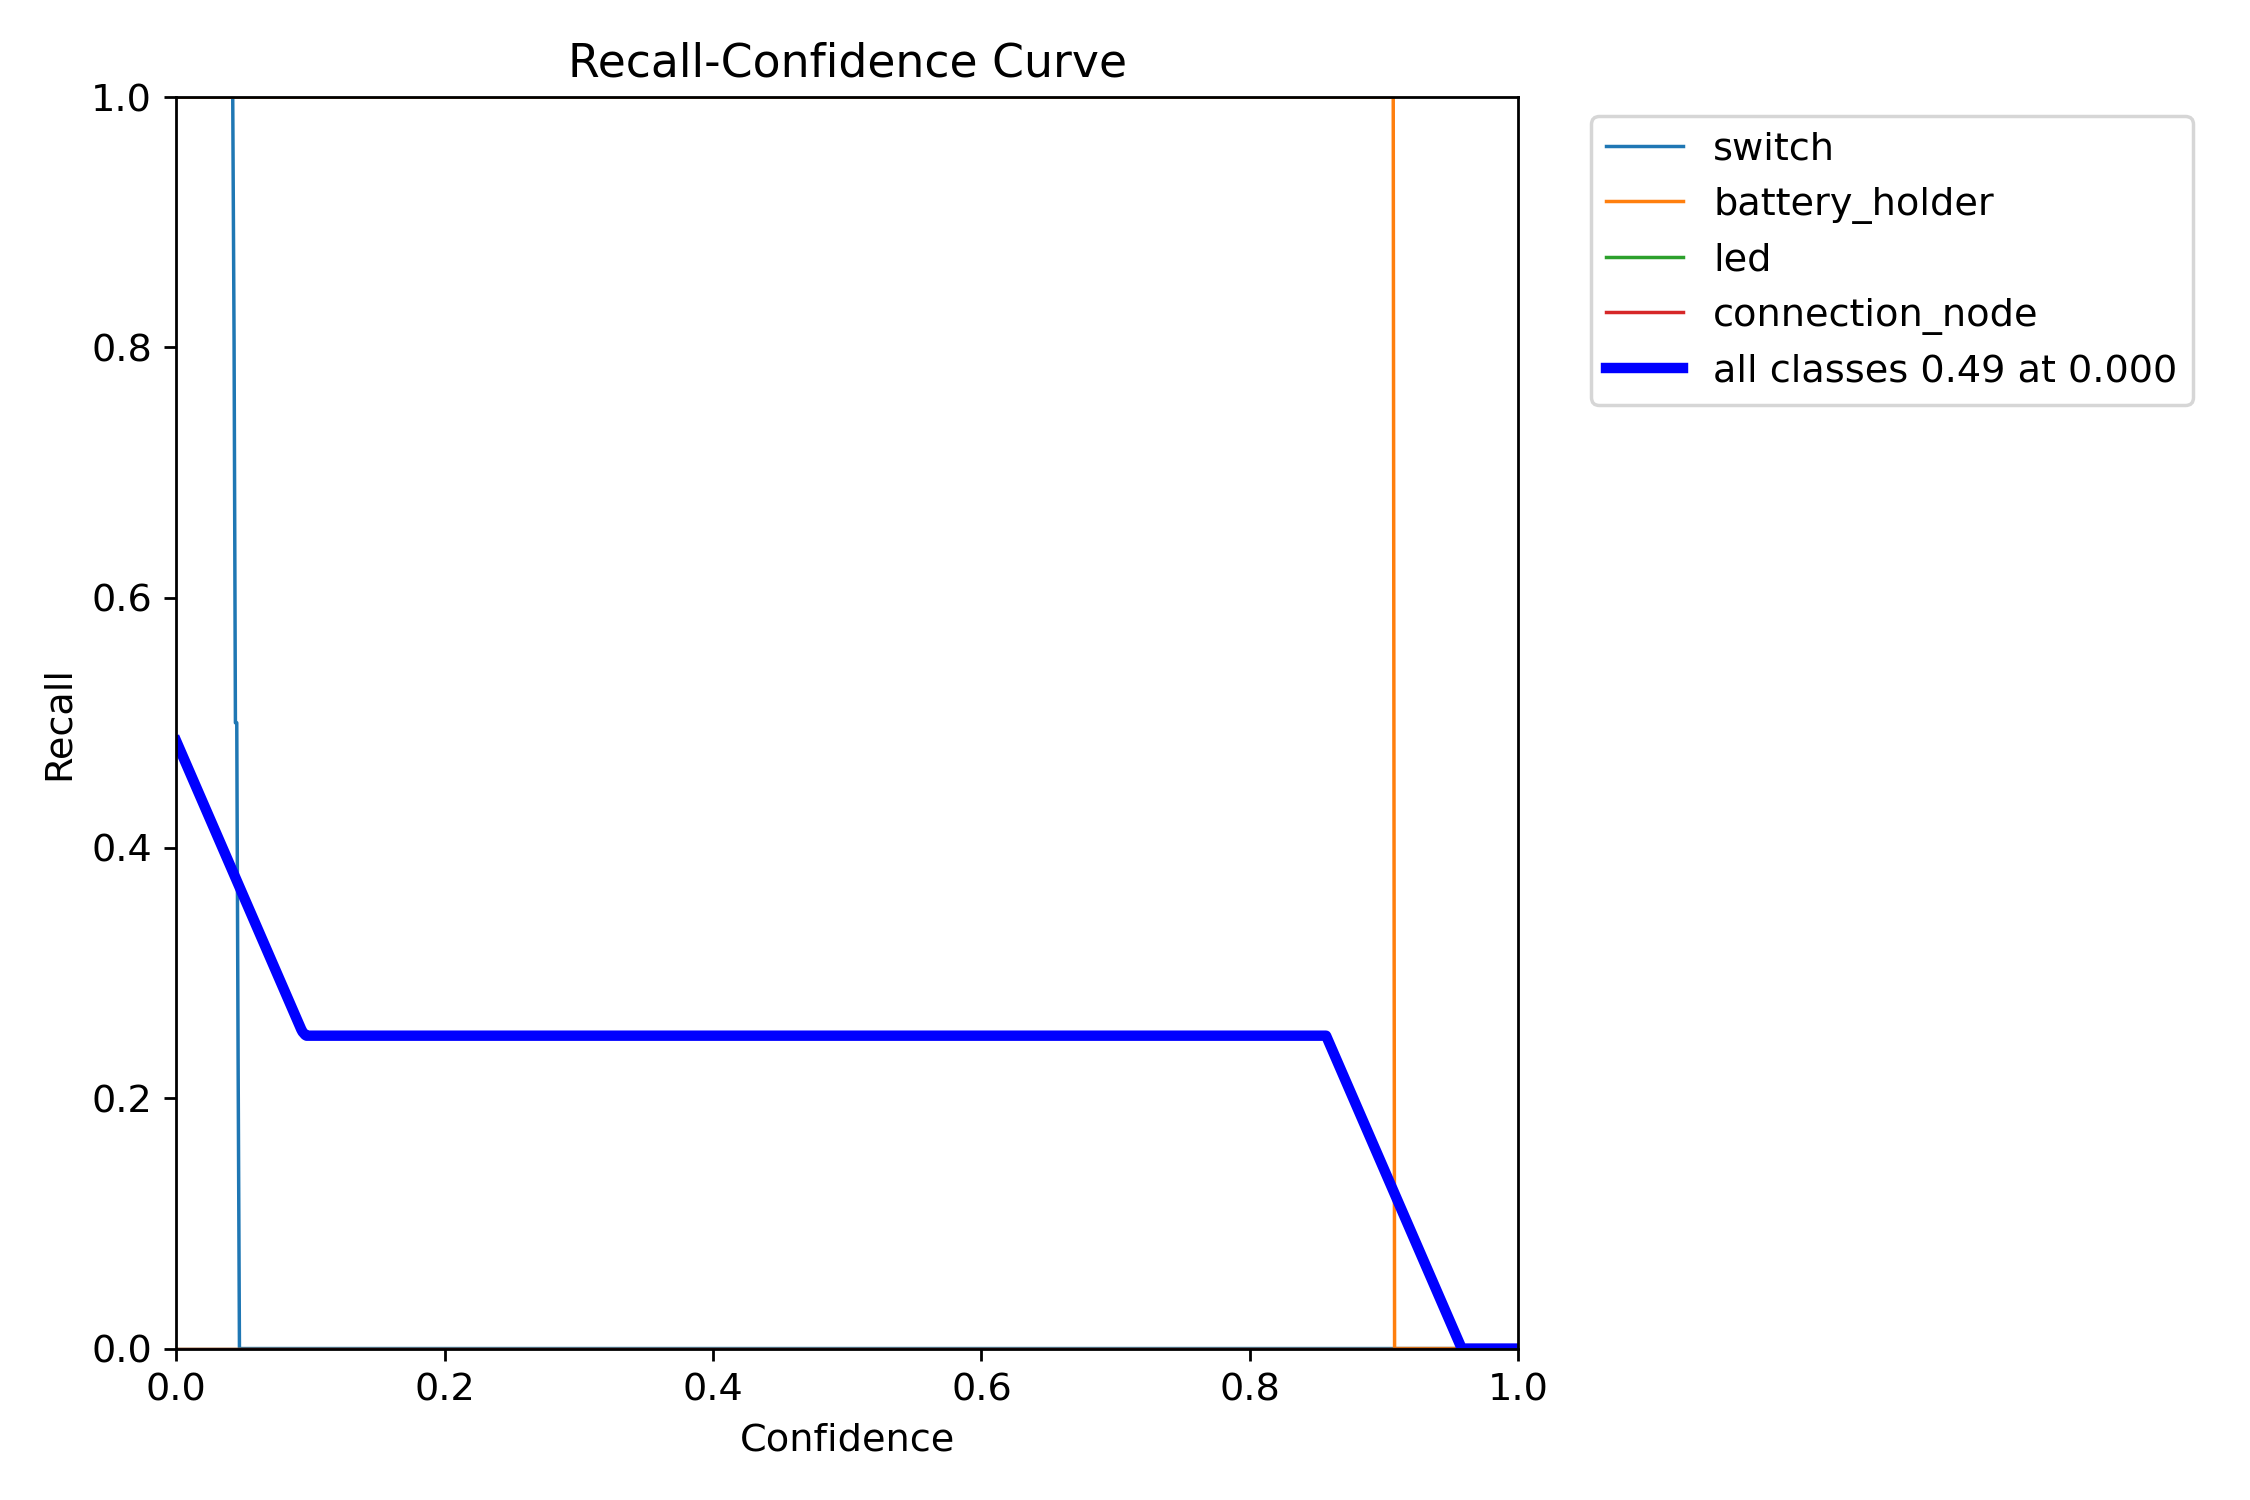 Recall-Confidence Curve
1.0
0.8
0.6
0.4
0.2
0.0
Recall
0.0 0.2 0.4 0.6 0.8 1.0
Confidence
switch
battery_holder
led
connection_node
all classes 0.49 at 0.000